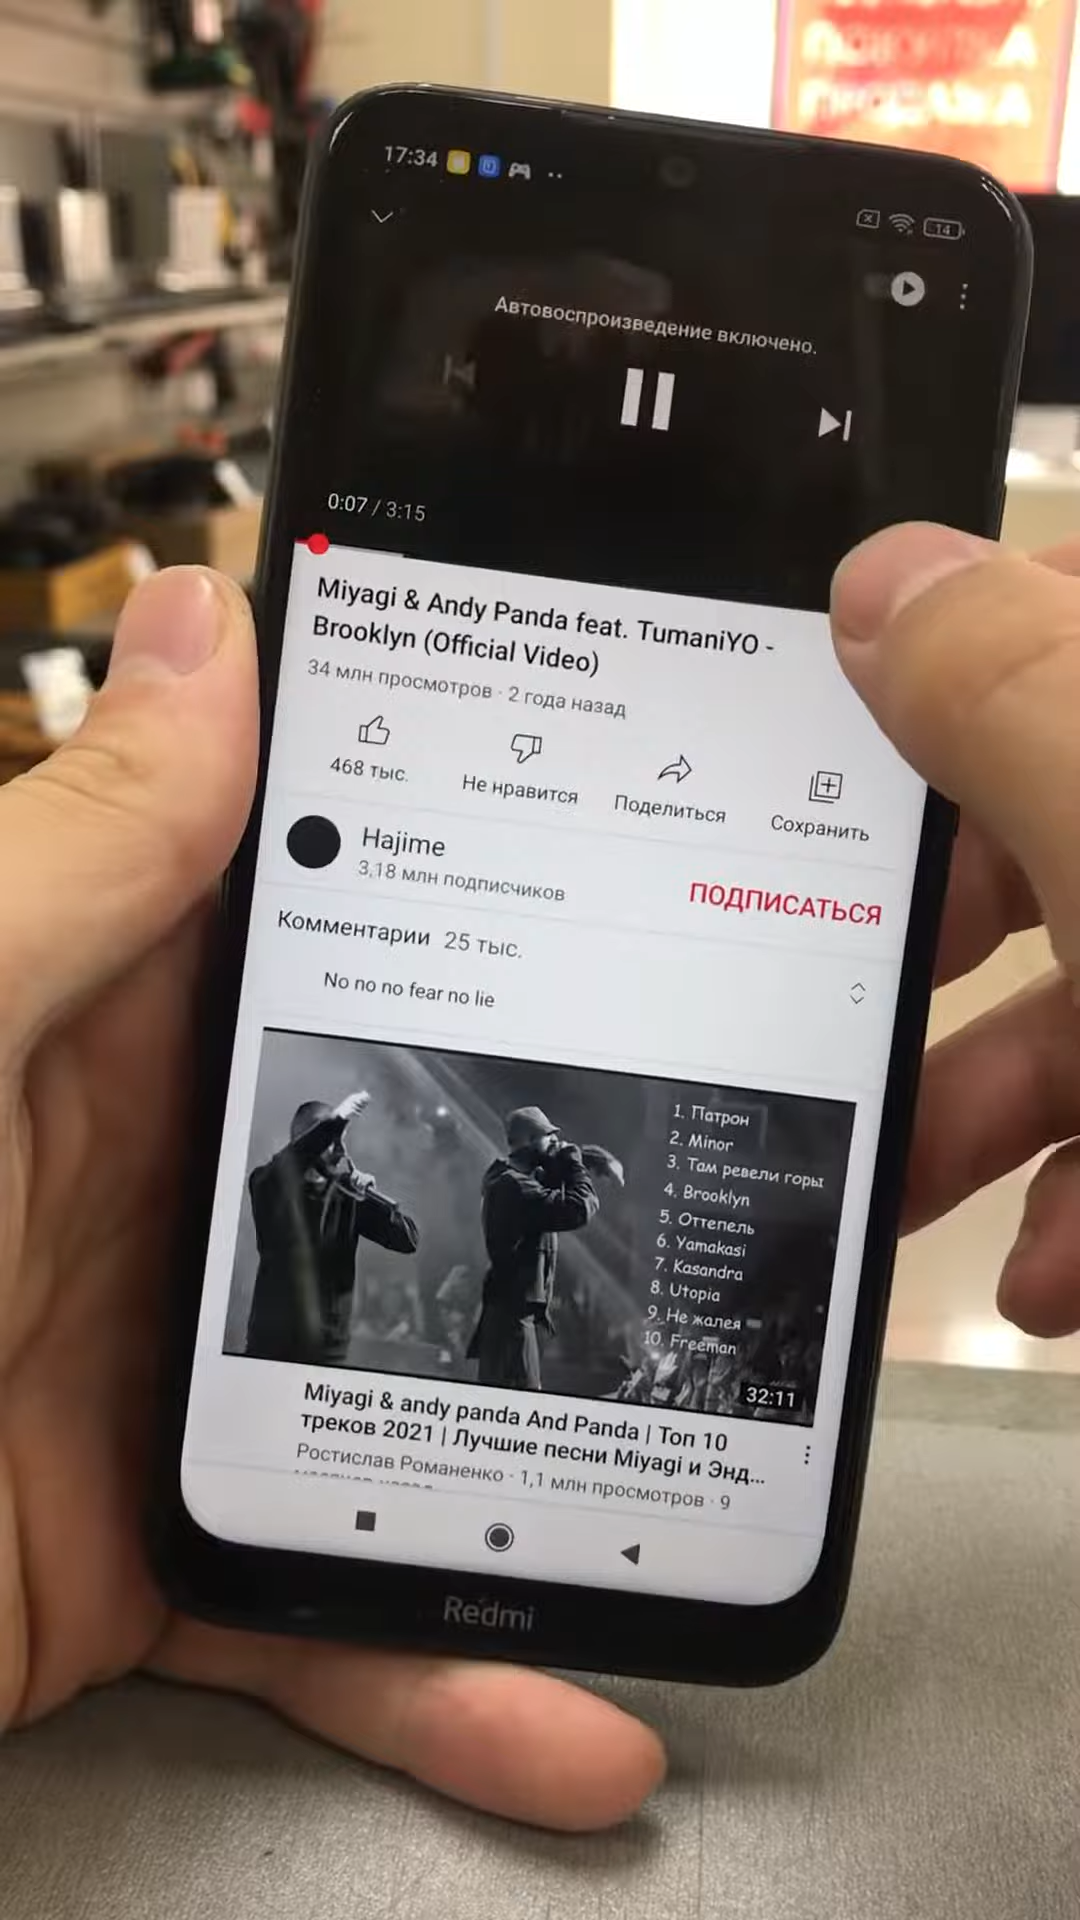 ПОКУПКА
ПРОДАЖА
17:34
14
Автовоспроизведение включено.
0:07 / 3:15
Miyagi & Andy Panda feat. TumaniYO -
Brooklyn (Official Video)
34 млн просмотров · 2 года назад
468 тыс.
Не нравится
Поделиться
Сохранить
Hajime
3,18 млн подписчиков
ПОДПИСАТЬСЯ
Комментарии 25 тыс.
No no no fear no lie
1. Патрон
2. Minor
3. Там ревели горы
4. Brooklyn
5. Оттепель
6. Yamakasi
7. Kasandra
8. Utopia
9. Не жалея
10. Freeman
32:11
Miyagi & andy panda And Panda | Топ 10
треков 2021 | Лучшие песни Miyagi и Энд...
Ростислав Романенко · 1,1 млн просмотров · 9
Redmi